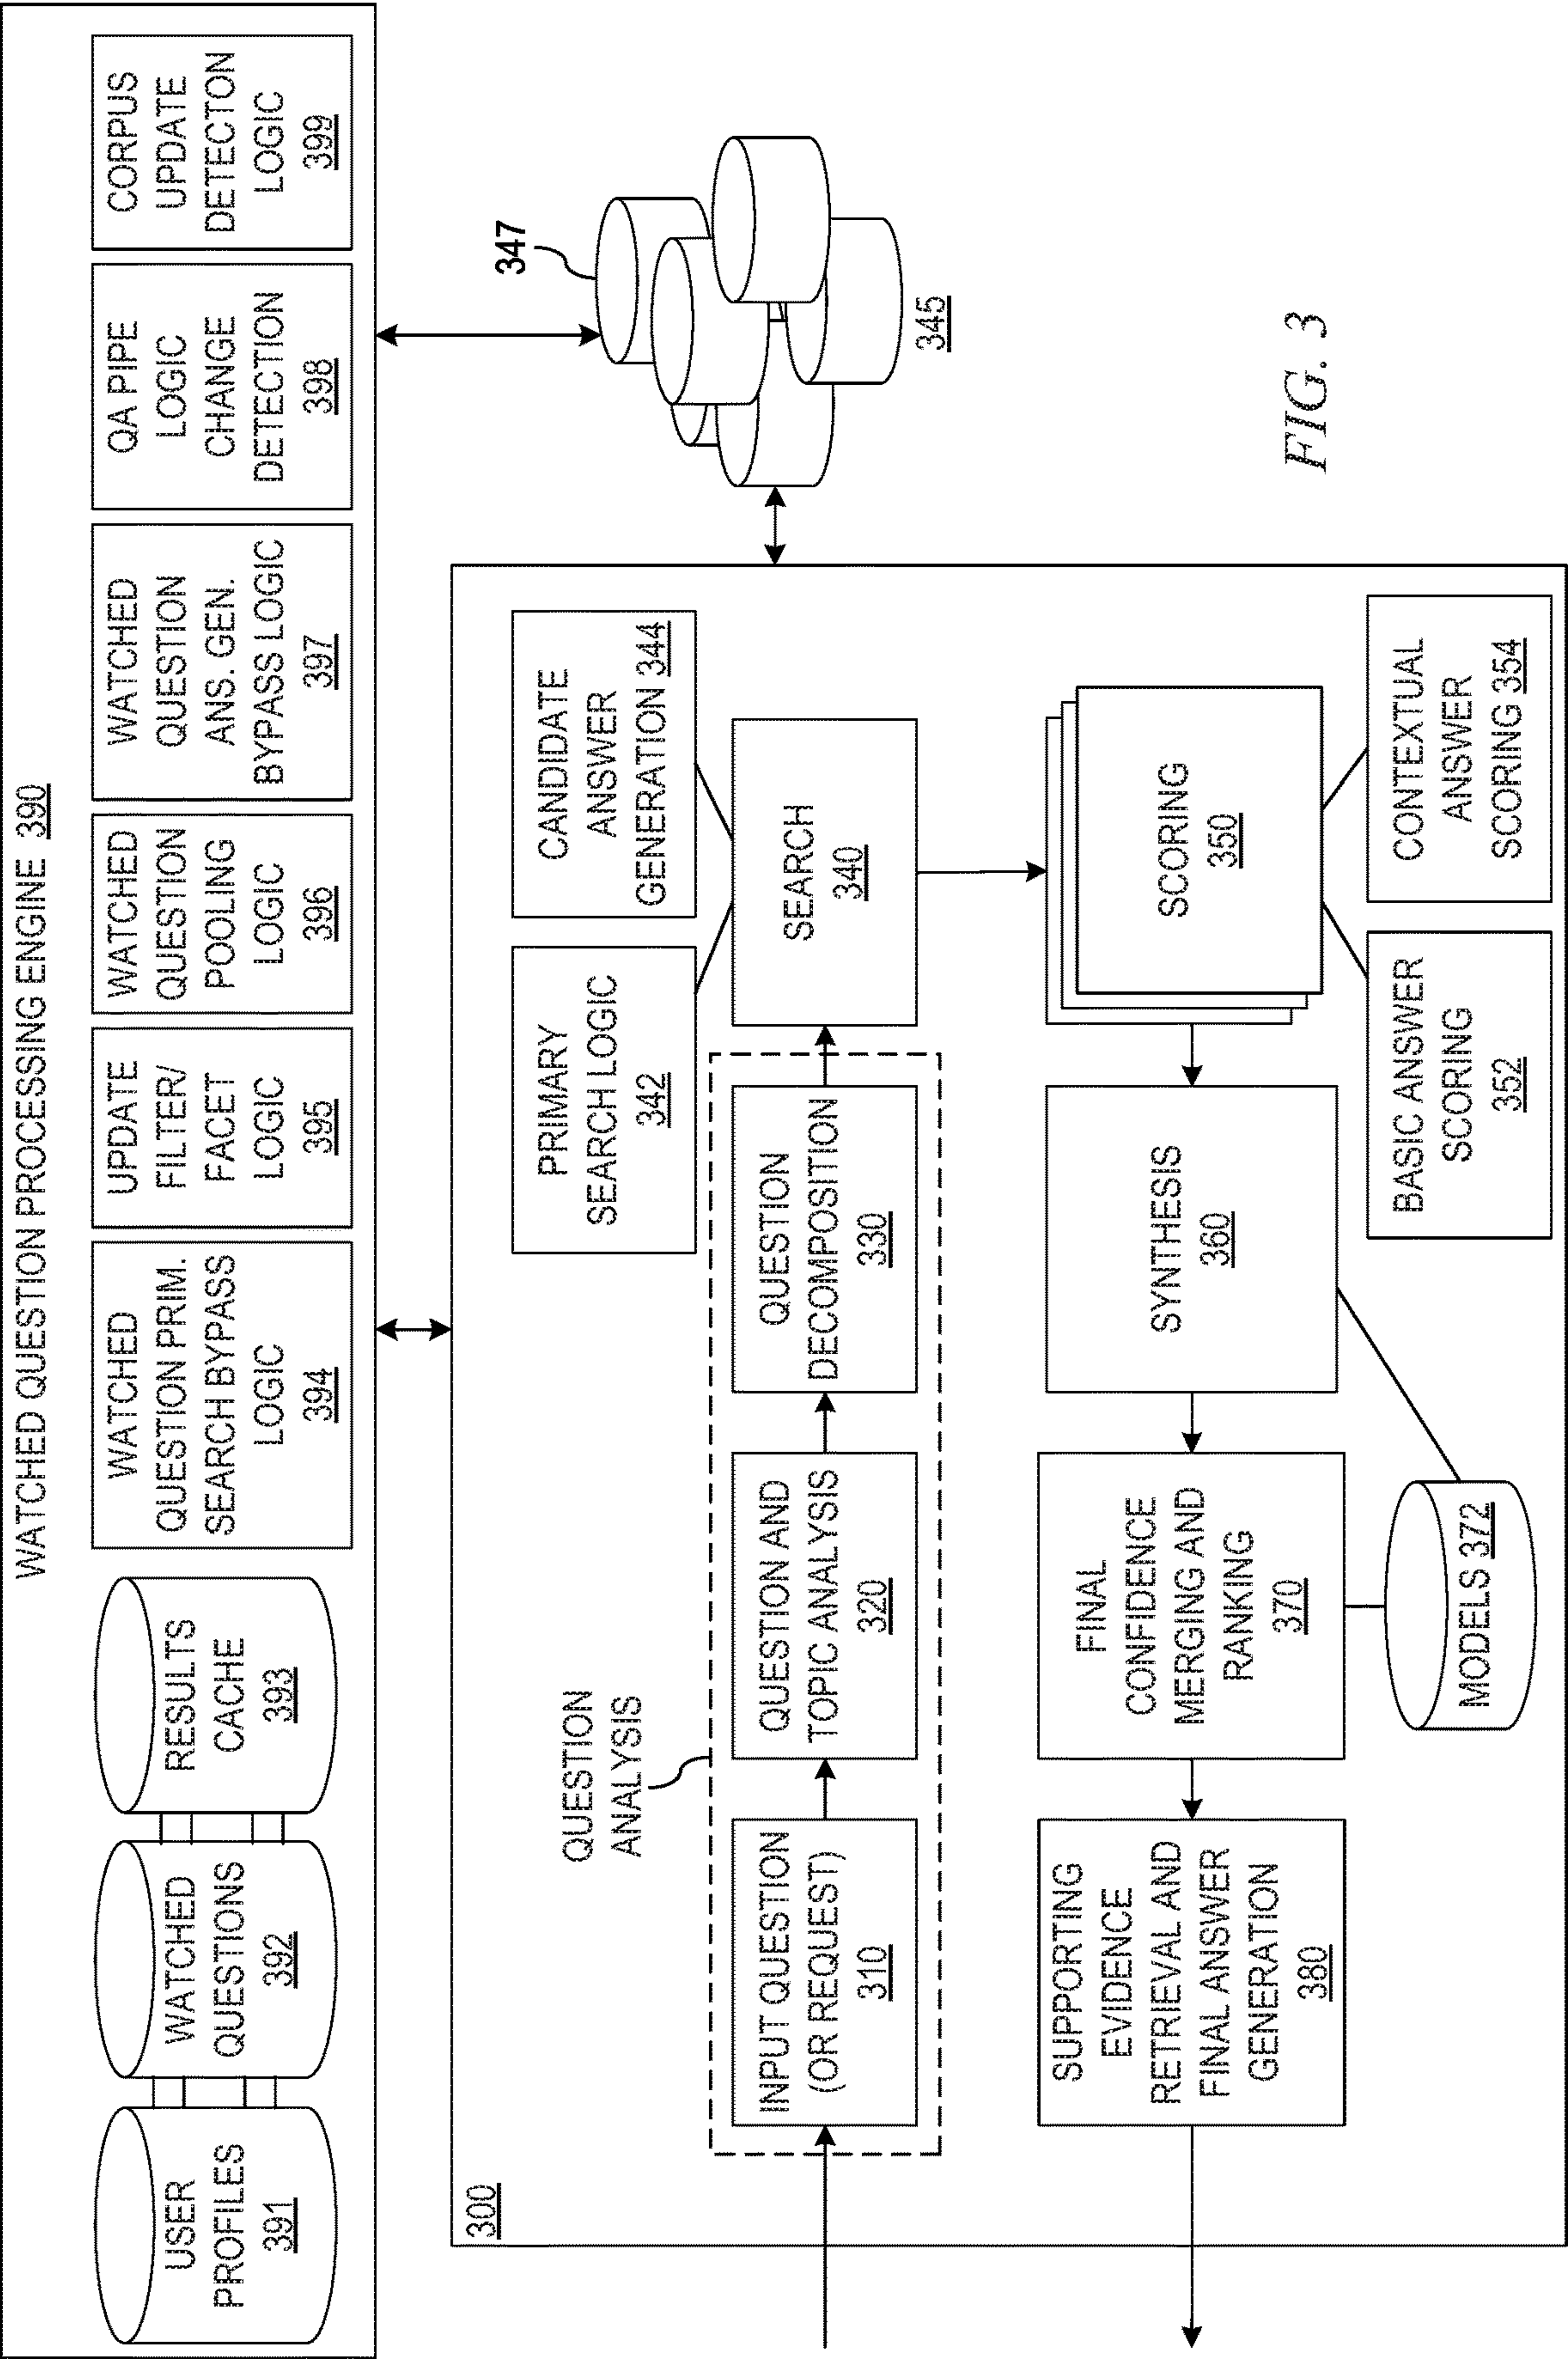 WATCHED QUESTION PROCESSING ENGINE 390
USER
PROFILES
391
WATCHED
QUESTIONS
392
RESULTS
CACHE
393
WATCHED
QUESTION PRIM.
SEARCH BYPASS
LOGIC
394
UPDATE
FILTER/
FACET
LOGIC
395
WATCHED
QUESTION
POOLING
LOGIC
396
WATCHED
QUESTION
ANS. GEN.
BYPASS LOGIC
397
QA PIPE
LOGIC
CHANGE
DETECTION
398
CORPUS
UPDATE
DETECTON
LOGIC
399
300
QUESTION
ANALYSIS
INPUT QUESTION
(OR REQUEST)
310
QUESTION AND
TOPIC ANALYSIS
320
QUESTION
DECOMPOSITION
330
PRIMARY
SEARCH LOGIC
342
CANDIDATE
ANSWER
GENERATION 344
SEARCH
340
347
345
SUPPORTING
EVIDENCE
RETRIEVAL AND
FINAL ANSWER
GENERATION
380
FINAL
CONFIDENCE
MERGING AND
RANKING
370
SYNTHESIS
360
SCORING
350
MODELS 372
BASIC ANSWER
SCORING
352
CONTEXTUAL
ANSWER
SCORING 354
FIG. 3